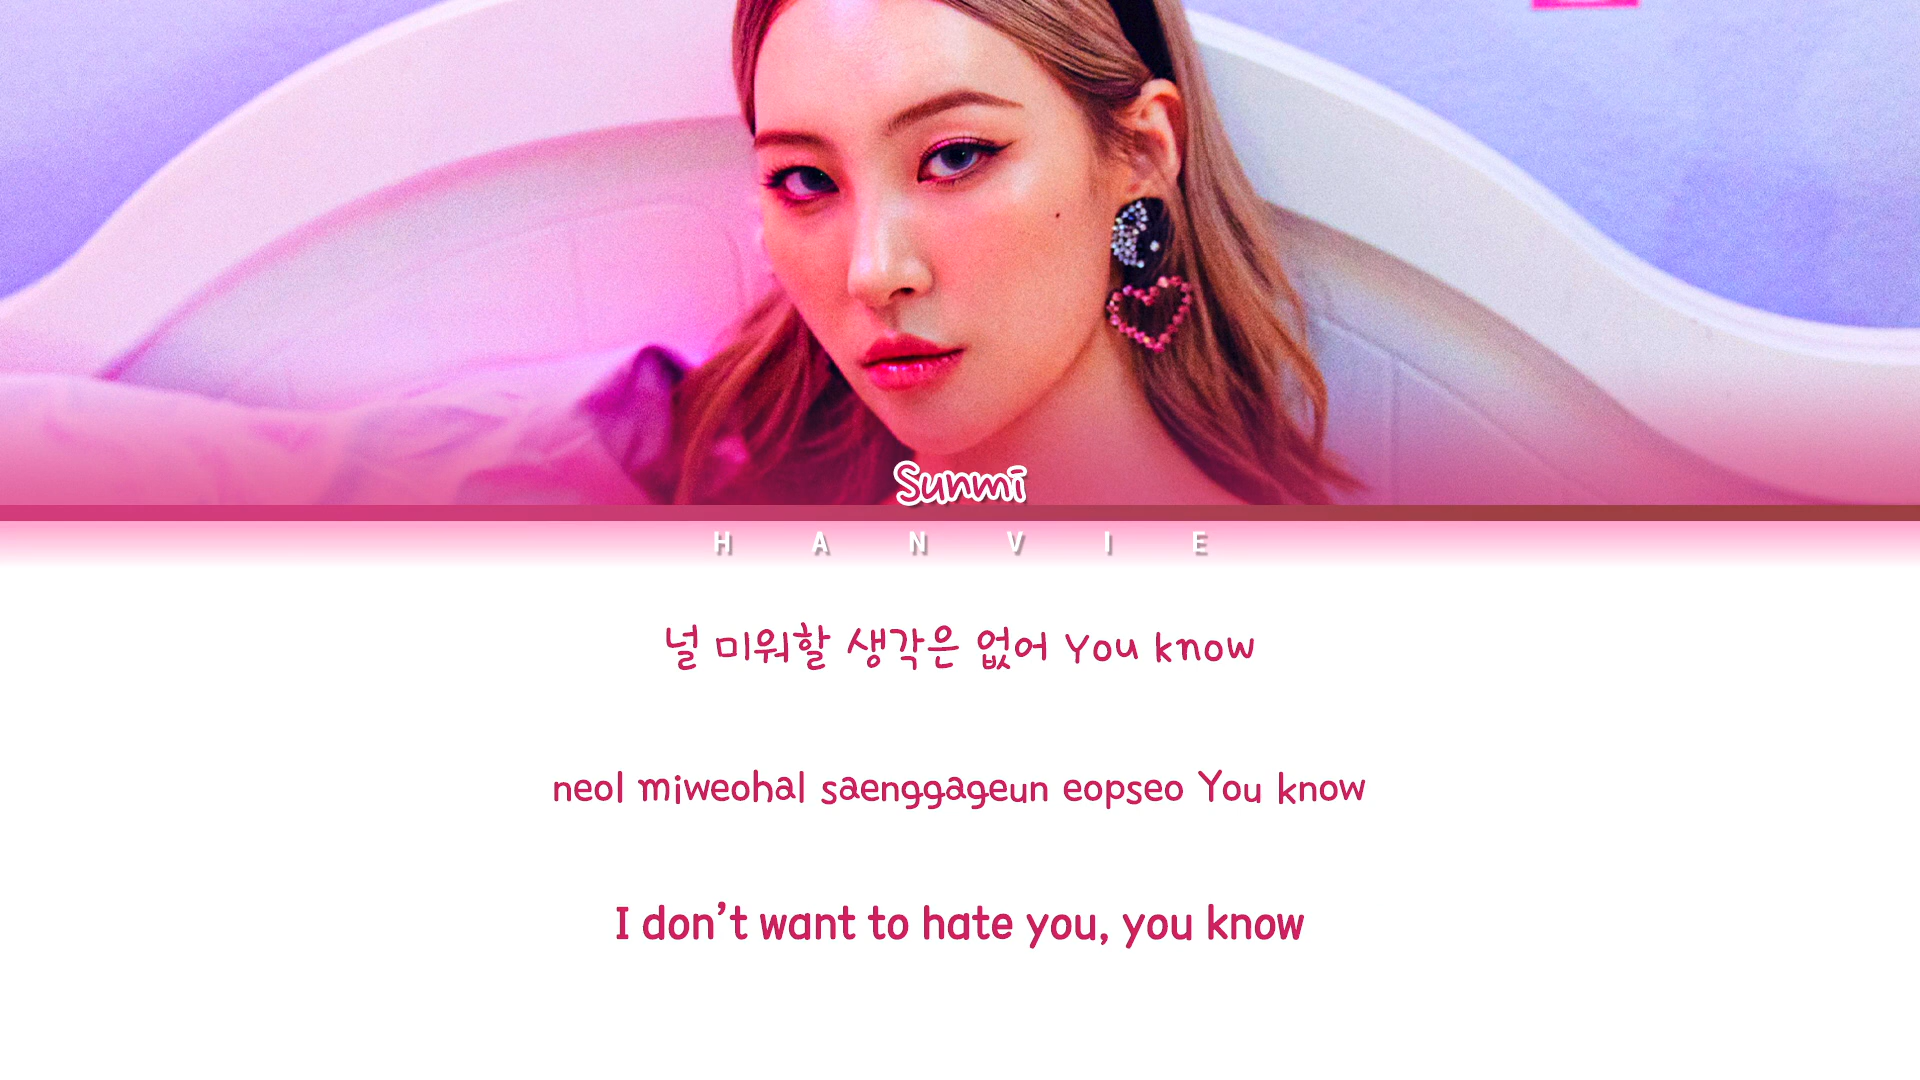 Sunmi
HANVIE
널 미워할 생각은 없어 You know
neol miweohal saenggageun eopseo You know
I don't want to hate you, you know